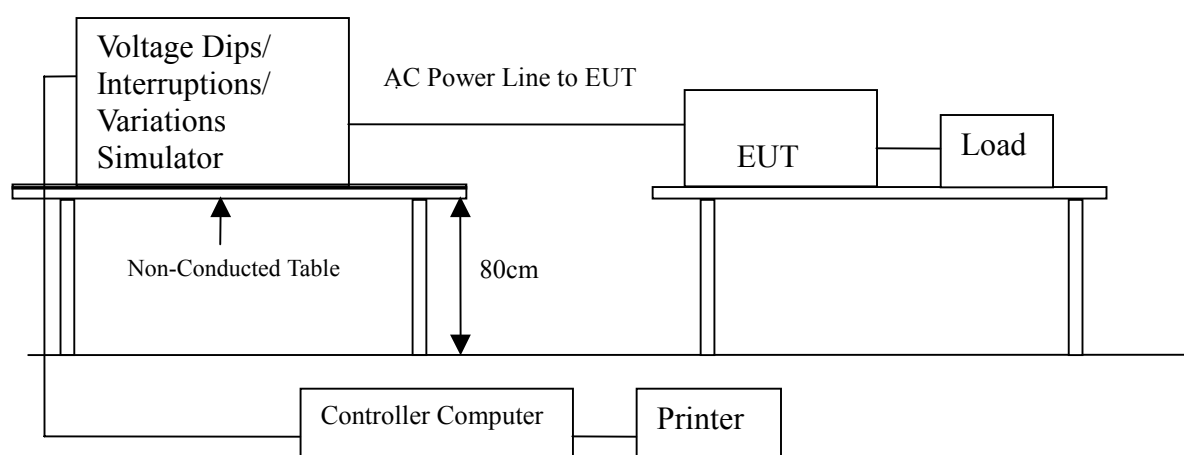 Voltage Dips/
Interruptions/
Variations
Simulator
AC Power Line to EUT
EUT
Load
Non-Conducted Table
80cm
Controller Computer
Printer